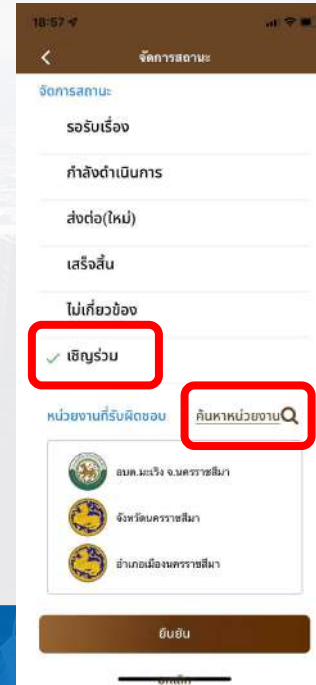 18:57
จัดการสถานะ
จัดการสถานะ
รอรับเรื่อง
กำลังดำเนินการ
ส่งต่อ(ใหม่)
เสร็จสิ้น
ไม่เกี่ยวข้อง
เชิญร่วม
หน่วยงานที่รับผิดชอบ ค้นหาหน่วยงาน
อบต.มะเริง จ.นครราชสีมา
จังหวัดนครราชสีมา
อำเภอเมืองนครราชสีมา
ยืนยัน
ยกเลิก